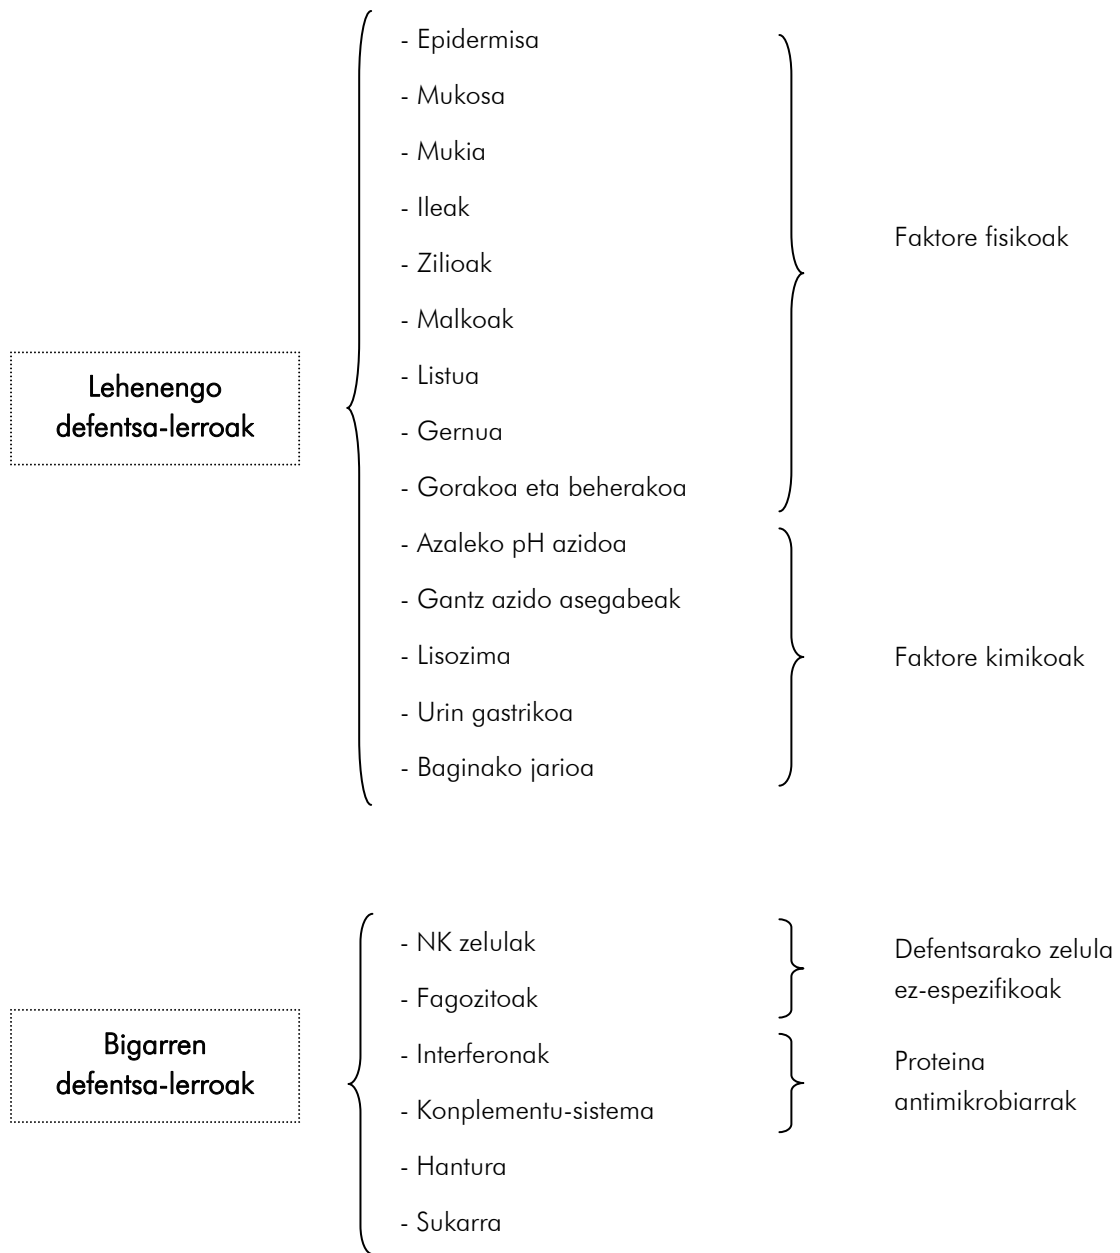 Lehenengo
defentsa-lerroak
- Epidermisa
- Mukosa
- Mukia
- Ileak
- Zilioak
- Malkoak
- Listua
- Gernua
- Gorakoa eta beherakoa
Faktore fisikoak
- Azaleko pH azidoa
- Gantz azido asegabeak
- Lisozima
- Urin gastrikoa
- Baginako jarioa
Faktore kimikoak
Bigarren
defentsa-lerroak
- NK zelulak
- Fagozitoak
Defentsarako zelula
ez-espezifikoak
- Interferonak
- Konplementu-sistema
Proteina
antimikrobiarrak
- Hantura
- Sukarra